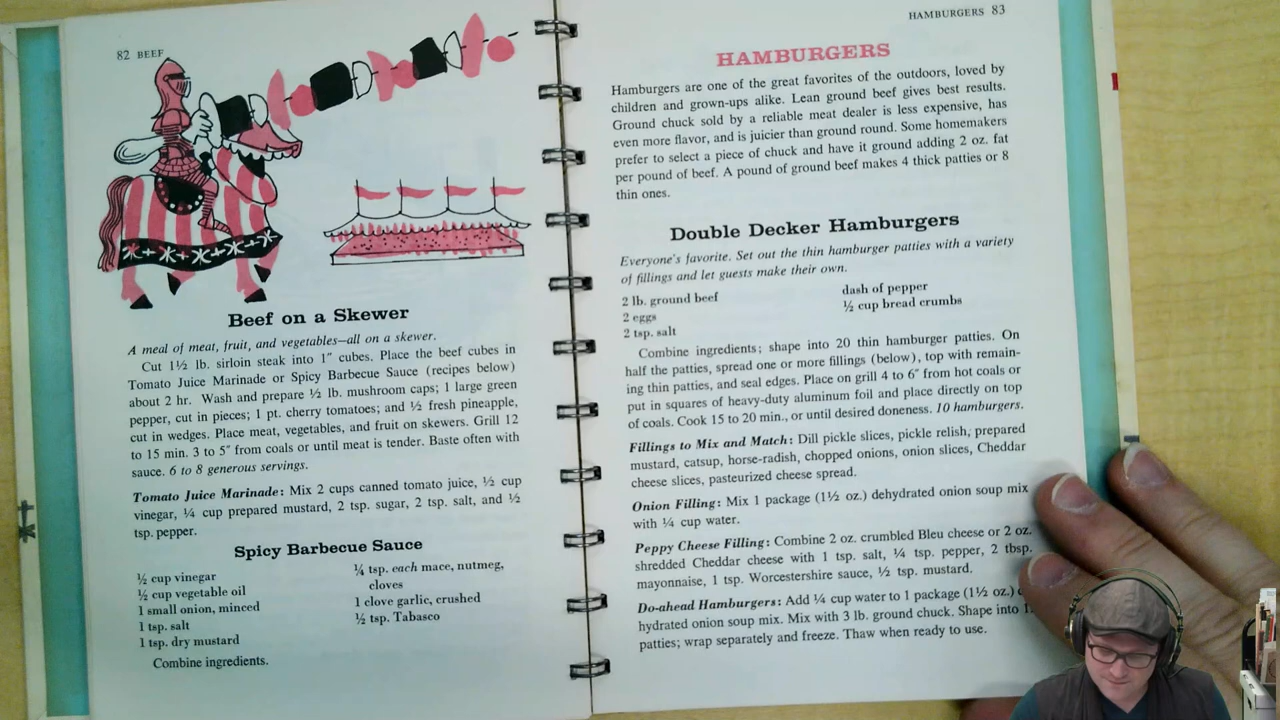 82 BEEF
Beef on a Skewer
A meal of meat, fruit, and vegetables—all on a skewer.
Cut 1½ lb. sirloin steak into 1″ cubes. Place the beef cubes in
Tomato Juice Marinade or Spicy Barbecue Sauce (recipes below)
about 2 hr. Wash and prepare ½ lb. mushroom caps; 1 large green
pepper, cut in pieces; 1 pt. cherry tomatoes; and ½ fresh pineapple,
cut in wedges. Place meat, vegetables, and fruit on skewers. Grill 12
to 15 min. 3 to 5″ from coals or until meat is tender. Baste often with
sauce. 6 to 8 generous servings.
Tomato Juice Marinade: Mix 2 cups canned tomato juice, ½ cup
vinegar, ¼ cup prepared mustard, 2 tsp. sugar, 2 tsp. salt, and ½
tsp. pepper.
Spicy Barbecue Sauce
½ cup vinegar
½ cup vegetable oil
1 small onion, minced
1 tsp. salt
1 tsp. dry mustard
¼ tsp. each mace, nutmeg,
cloves
1 clove garlic, crushed
½ tsp. Tabasco
Combine ingredients.
HAMBURGERS 83
HAMBURGERS
Hamburgers are one of the great favorites of the outdoors, loved by
children and grown-ups alike. Lean ground beef gives best results.
Ground chuck sold by a reliable meat dealer is less expensive, has
even more flavor, and is juicier than ground round. Some homemakers
prefer to select a piece of chuck and have it ground adding 2 oz. fat
per pound of beef. A pound of ground beef makes 4 thick patties or 8
thin ones.
Double Decker Hamburgers
Everyone's favorite. Set out the thin hamburger patties with a variety
of fillings and let guests make their own.
2 lb. ground beef
2 eggs
2 tsp. salt
dash of pepper
½ cup bread crumbs
Combine ingredients; shape into 20 thin hamburger patties. On
half the patties, spread one or more fillings (below), top with remain-
ing thin patties, and seal edges. Place on grill 4 to 6″ from hot coals or
put in squares of heavy-duty aluminum foil and place directly on top
of coals. Cook 15 to 20 min., or until desired doneness. 10 hamburgers.
Fillings to Mix and Match: Dill pickle slices, pickle relish, prepared
mustard, catsup, horse-radish, chopped onions, onion slices, Cheddar
cheese slices, pasteurized cheese spread.
Onion Filling: Mix 1 package (1½ oz.) dehydrated onion soup mix
with ¼ cup water.
Peppy Cheese Filling: Combine 2 oz. crumbled Bleu cheese or 2 oz.
shredded Cheddar cheese with 1 tsp. salt, ¼ tsp. pepper, 2 tbsp.
mayonnaise, 1 tsp. Worcestershire sauce, ½ tsp. mustard.
Do-ahead Hamburgers: Add ¼ cup water to 1 package (1½ oz.)
hydrated onion soup mix. Mix with 3 lb. ground chuck. Shape into
patties; wrap separately and freeze. Thaw when ready to use.